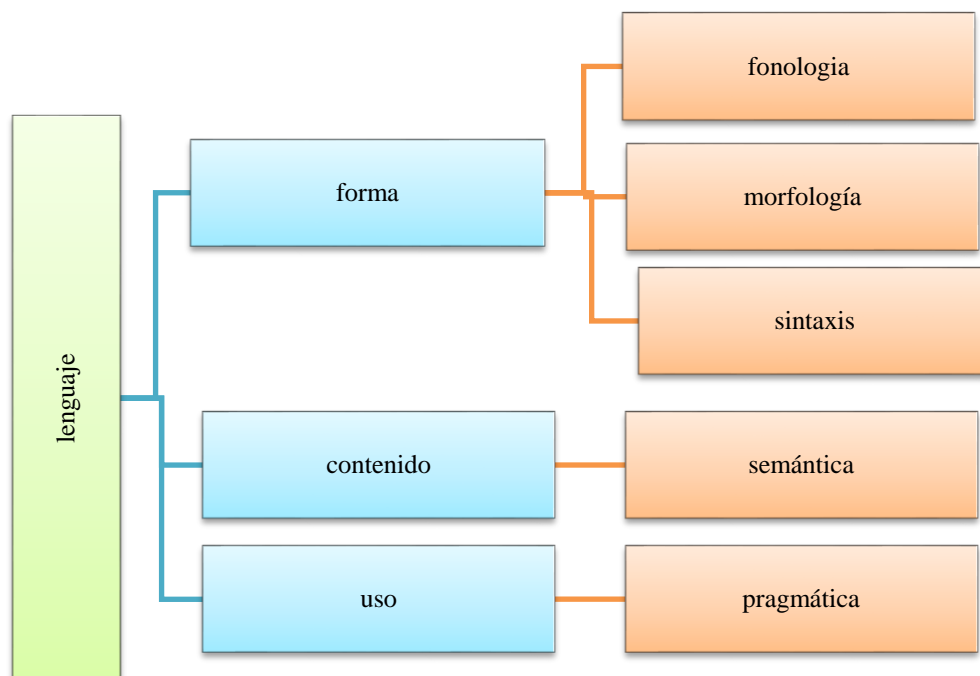 lenguaje
forma
fonologia
morfología
sintaxis
contenido
semántica
uso
pragmática